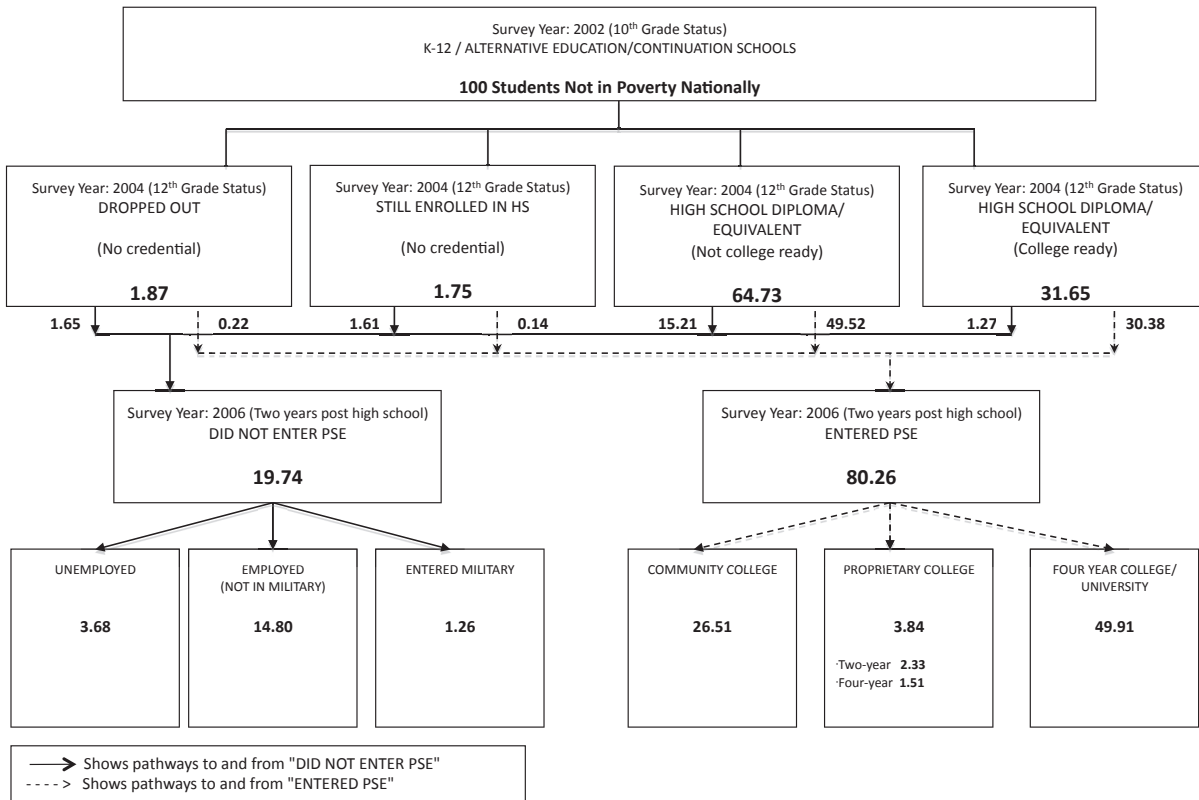 Survey Year: 2002 (10th Grade Status)
K-12 / ALTERNATIVE EDUCATION/CONTINUATION SCHOOLS
100 Students Not in Poverty Nationally
Survey Year: 2004 (12th Grade Status)
DROPPED OUT
(No credential)
1.87
Survey Year: 2004 (12th Grade Status)
STILL ENROLLED IN HS
(No credential)
1.75
Survey Year: 2004 (12th Grade Status)
HIGH SCHOOL DIPLOMA/
EQUIVALENT
(Not college ready)
64.73
Survey Year: 2004 (12th Grade Status)
HIGH SCHOOL DIPLOMA/
EQUIVALENT
(College ready)
31.65
1.65 0.22 1.61 0.14 15.21 49.52 1.27 30.38
Survey Year: 2006 (Two years post high school)
DID NOT ENTER PSE
19.74
Survey Year: 2006 (Two years post high school)
ENTERED PSE
80.26
UNEMPLOYED
3.68
EMPLOYED
(NOT IN MILITARY)
14.80
ENTERED MILITARY
1.26
COMMUNITY COLLEGE
26.51
PROPRIETARY COLLEGE
3.84
·Two-year 2.33
·Four-year 1.51
FOUR YEAR COLLEGE/
UNIVERSITY
49.91
Shows pathways to and from "DID NOT ENTER PSE"
Shows pathways to and from "ENTERED PSE"